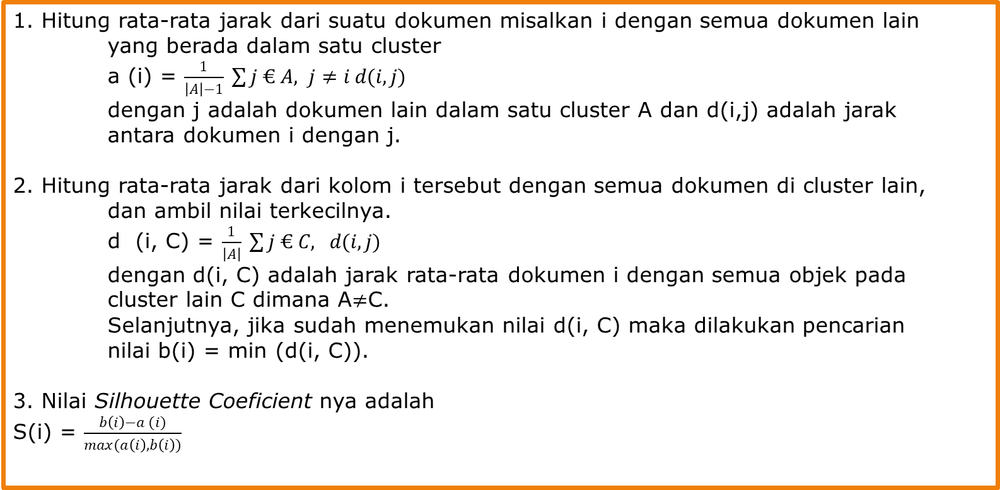 1. Hitung rata-rata jarak dari suatu dokumen misalkan i dengan semua dokumen lain
yang berada dalam satu cluster
a (i) = 1/(|A|−1) ∑j € A, j ≠ i d(i,j)
dengan j adalah dokumen lain dalam satu cluster A dan d(i,j) adalah jarak
antara dokumen i dengan j.
2. Hitung rata-rata jarak dari kolom i tersebut dengan semua dokumen di cluster lain,
dan ambil nilai terkecilnya.
d (i, C) = 1/|A| ∑j € C, d(i,j)
dengan d(i, C) adalah jarak rata-rata dokumen i dengan semua objek pada
cluster lain C dimana A≠C.
Selanjutnya, jika sudah menemukan nilai d(i, C) maka dilakukan pencarian
nilai b(i) = min (d(i, C)).
3. Nilai Silhouette Coeficient nya adalah
S(i) = b(i)−a (i)/max(a(i),b(i))